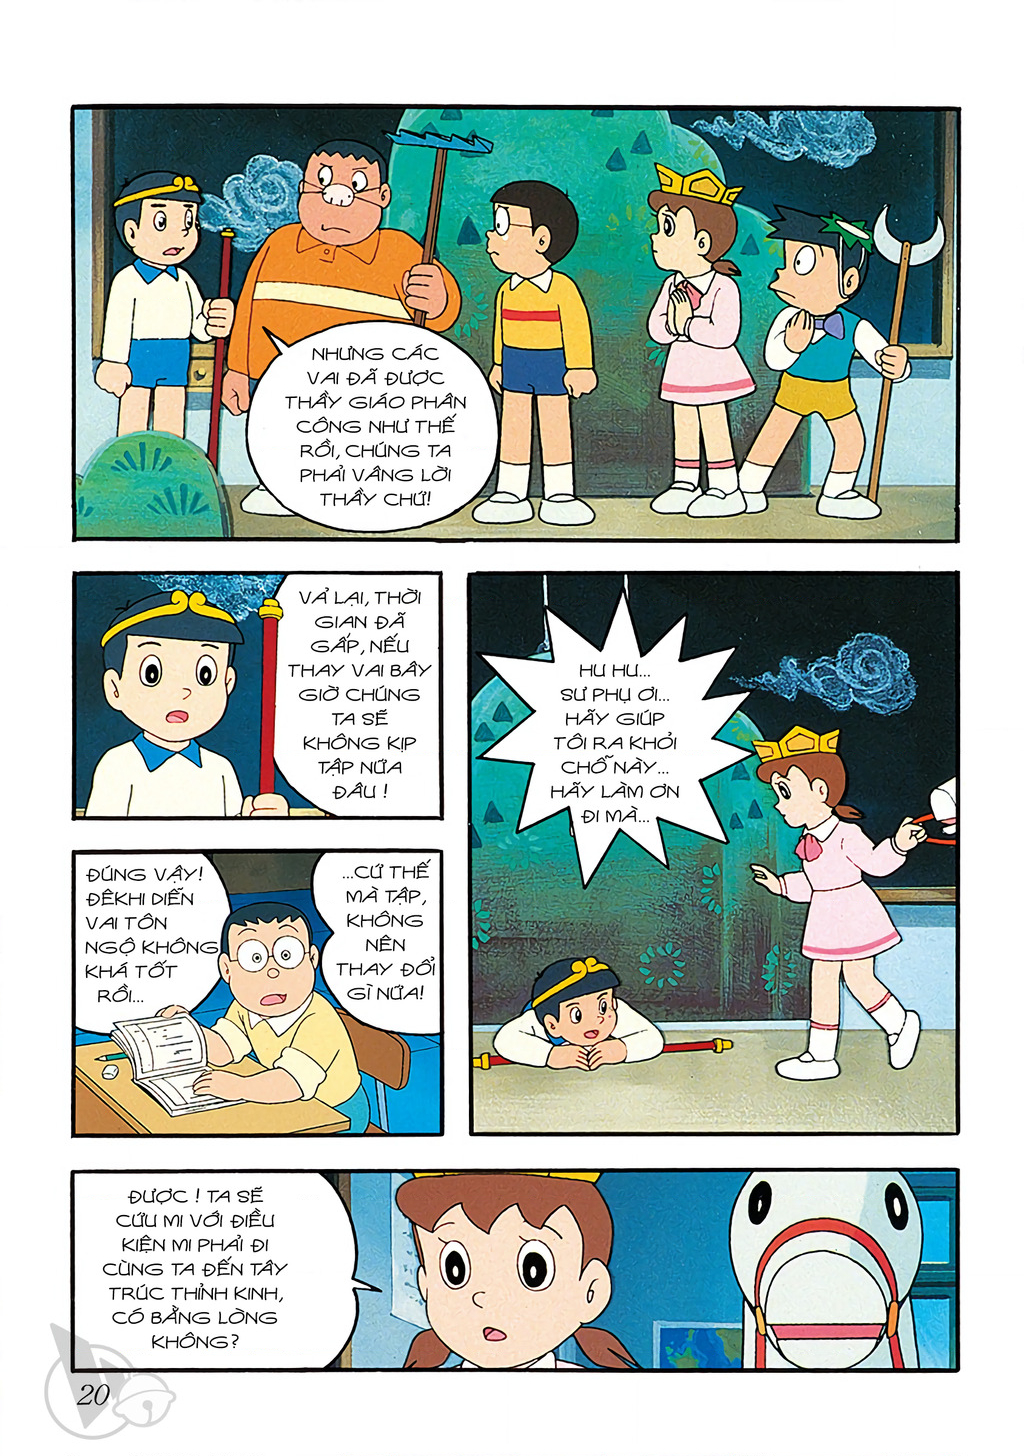 NHƯNG CÁC
VAI ĐÃ ĐƯỢC
THẦY GIÁO PHÂN
CÔNG NHƯ THẾ
RỒI, CHÚNG TA
PHẢI VÂNG LỜI
THẦY CHỨ!
VẢ LẠI, THỜI
GIAN ĐÃ
GẤP, NẾU
THAY VAI BÂY
GIỜ CHÚNG
TA SẼ
KHÔNG KỊP
TẬP NỮA
ĐÂU !
HU HU...
SƯ PHỤ ƠI...
HÃY GIÚP
TÔI RA KHỎI
CHỖ NÀY...
HÃY LÀM ƠN
ĐI MÀ...
ĐÚNG VẬY!
ĐÊKHI DIỄN
VAI TÔN
NGỘ KHÔNG
KHÁ TỐT
RỒI...
...CỨ THẾ
MÀ TẬP,
KHÔNG
NÊN
THAY ĐỔI
GÌ NỮA!
ĐƯỢC ! TA SẼ
CỨU MI VỚI ĐIỀU
KIỆN MI PHẢI ĐI
CÙNG TA ĐẾN TÂY
TRÚC THỈNH KINH,
CÓ BẰNG LÒNG
KHÔNG?
20